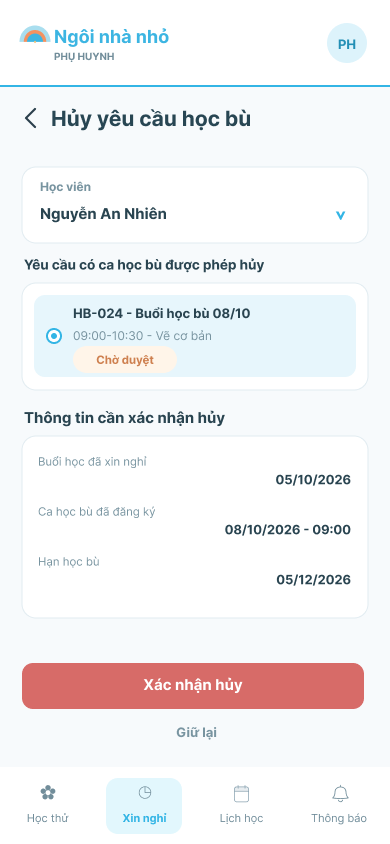 Ngôi nhà nhỏ
PHỤ HUYNH
PH
Hủy yêu cầu học bù
Học viên
Nguyễn An Nhiên
Yêu cầu có ca học bù được phép hủy
HB-024 - Buổi học bù 08/10
09:00-10:30 - Vẽ cơ bản
Chờ duyệt
Thông tin cần xác nhận hủy
Buổi học đã xin nghỉ
05/10/2026
Ca học bù đã đăng ký
08/10/2026 - 09:00
Hạn học bù
05/12/2026
Xác nhận hủy
Giữ lại
Học thử
Xin nghỉ
Lịch học
Thông báo